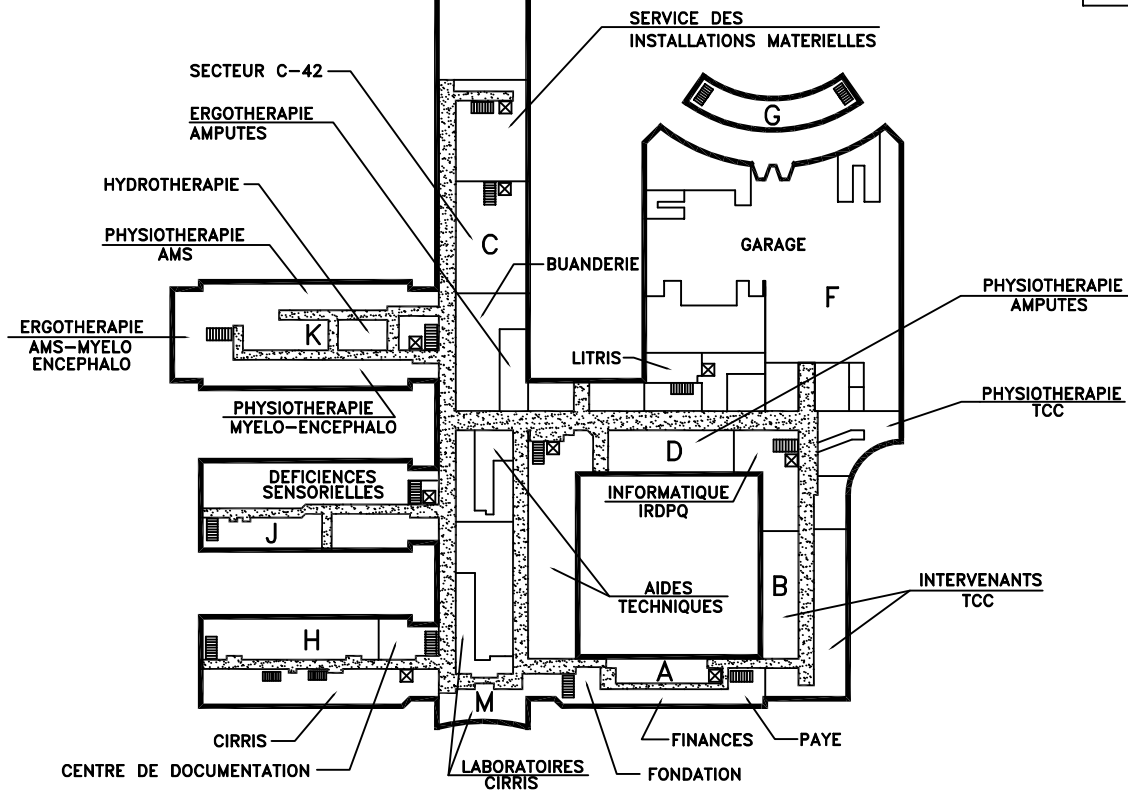 SERVICE DES
INSTALLATIONS MATERIELLES
SECTEUR C-42
ERGOTHERAPIE
AMPUTES
G
HYDROTHERAPIE
PHYSIOTHERAPIE
AMS
C
GARAGE
BUANDERIE
PHYSIOTHERAPIE
AMPUTES
F
ERGOTHERAPIE
AMS-MYELO
ENCEPHALO
K
LITRIS
PHYSIOTHERAPIE
MYELO-ENCEPHALO
PHYSIOTHERAPIE
TCC
D
DEFICIENCES
SENSORIELLES
INFORMATIQUE
IRDPQ
J
AIDES
TECHNIQUES
B
INTERVENANTS
TCC
H
A
M
CIRRIS
FINANCES
PAYE
CENTRE DE DOCUMENTATION
LABORATOIRES
CIRRIS
FONDATION